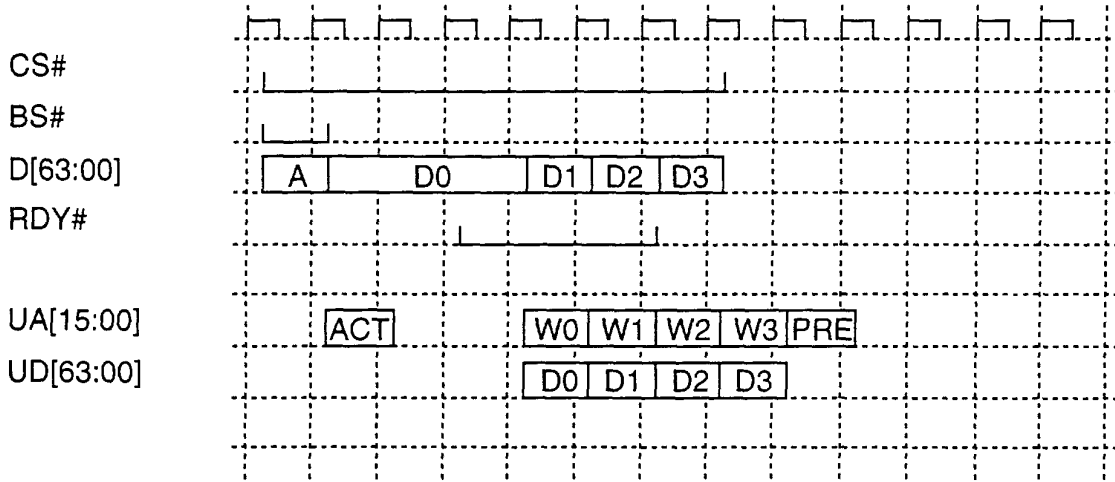 CS#
BS#
D[63:00] A D0 D1 D2 D3
RDY#
UA[15:00] ACT W0 W1 W2 W3 PRE
UD[63:00] D0 D1 D2 D3